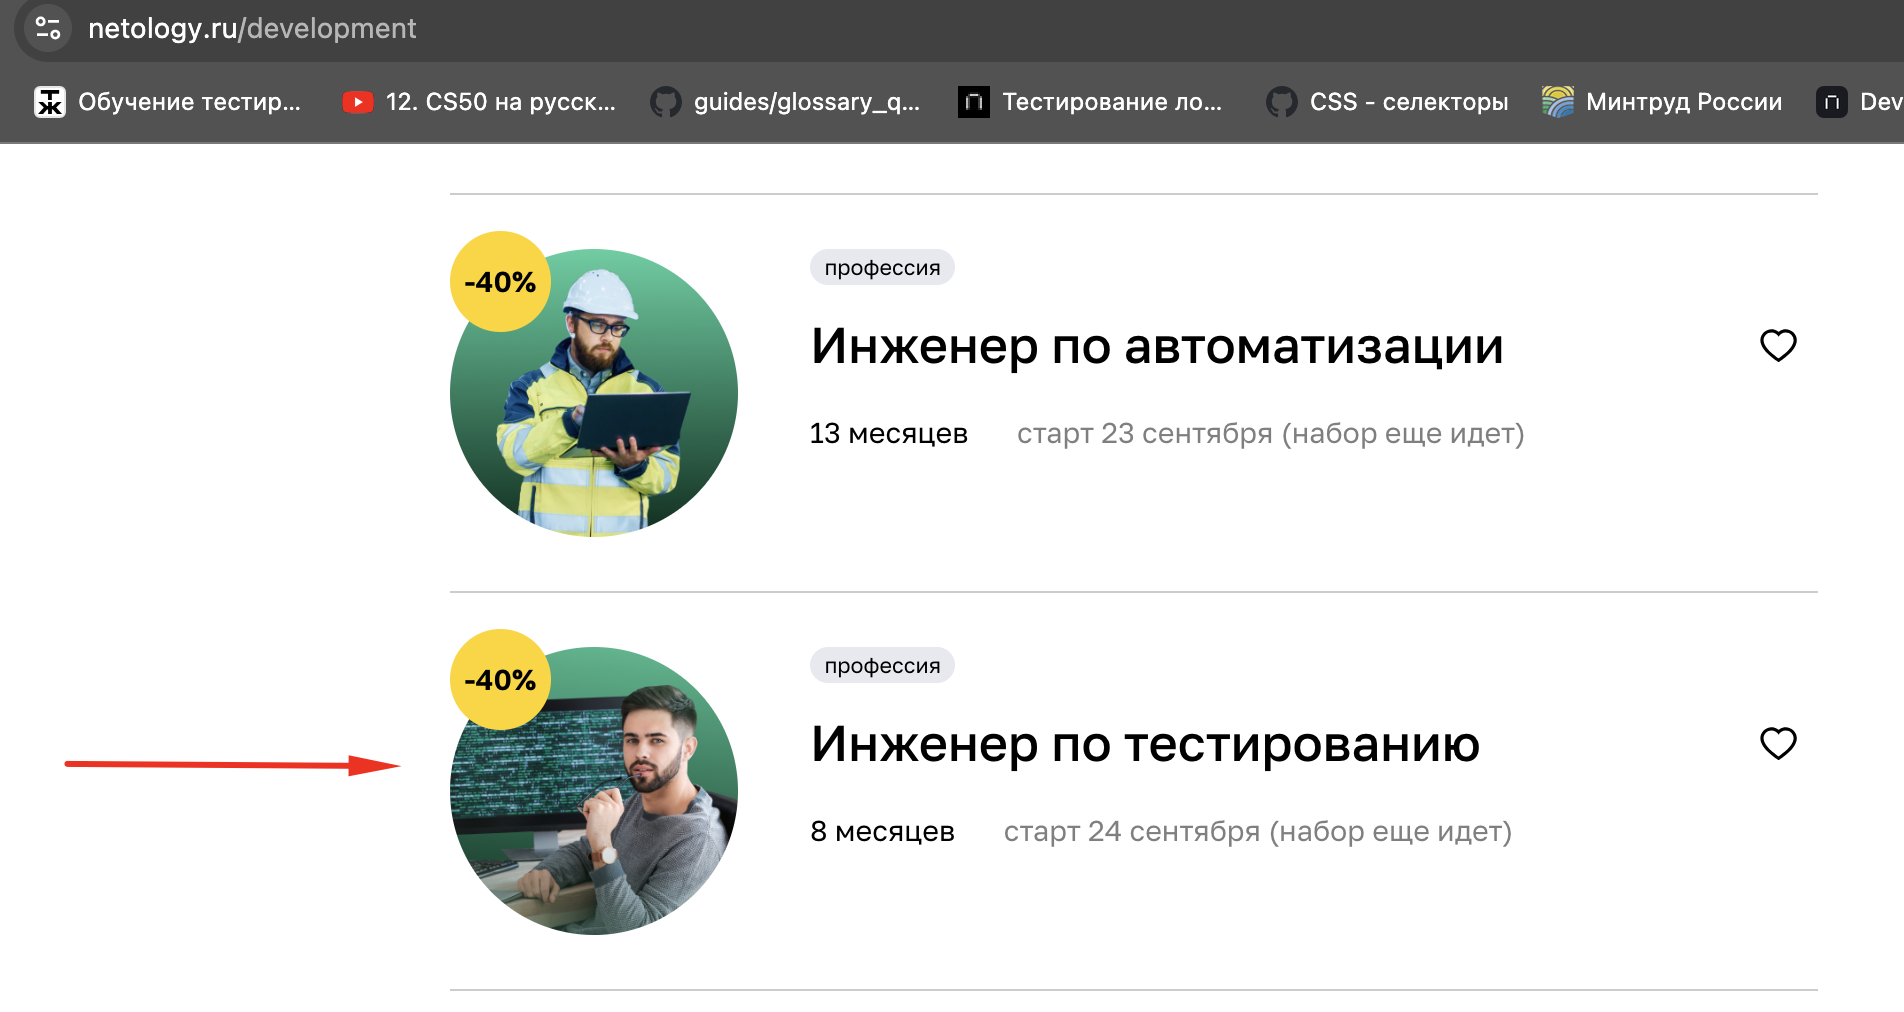 netology.ru/development
Обучение тестир...
12. CS50 на русск...
guides/glossary_q...
Тестирование ло...
CSS - селекторы
Минтруд России
Dev
-40%
профессия
Инженер по автоматизации
13 месяцев старт 23 сентября (набор еще идет)
-40%
профессия
Инженер по тестированию
8 месяцев старт 24 сентября (набор еще идет)